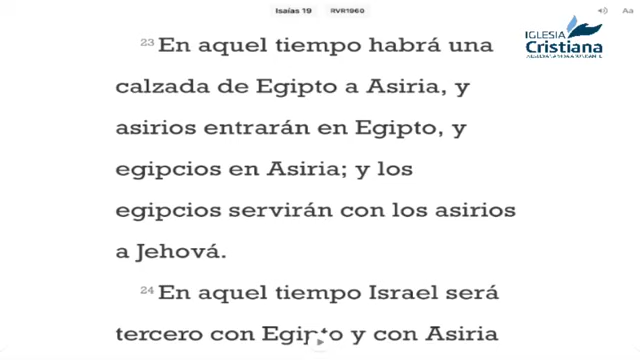 Isaías 19 RVR1960
Aa
IGLESIA
Cristiana
23 En aquel tiempo habrá una
calzada de Egipto a Asiria, y
asirios entrarán en Egipto, y
egipcios en Asiria; y los
egipcios servirán con los asirios
a Jehová.
24 En aquel tiempo Israel será
tercero con Egipto y con Asiria